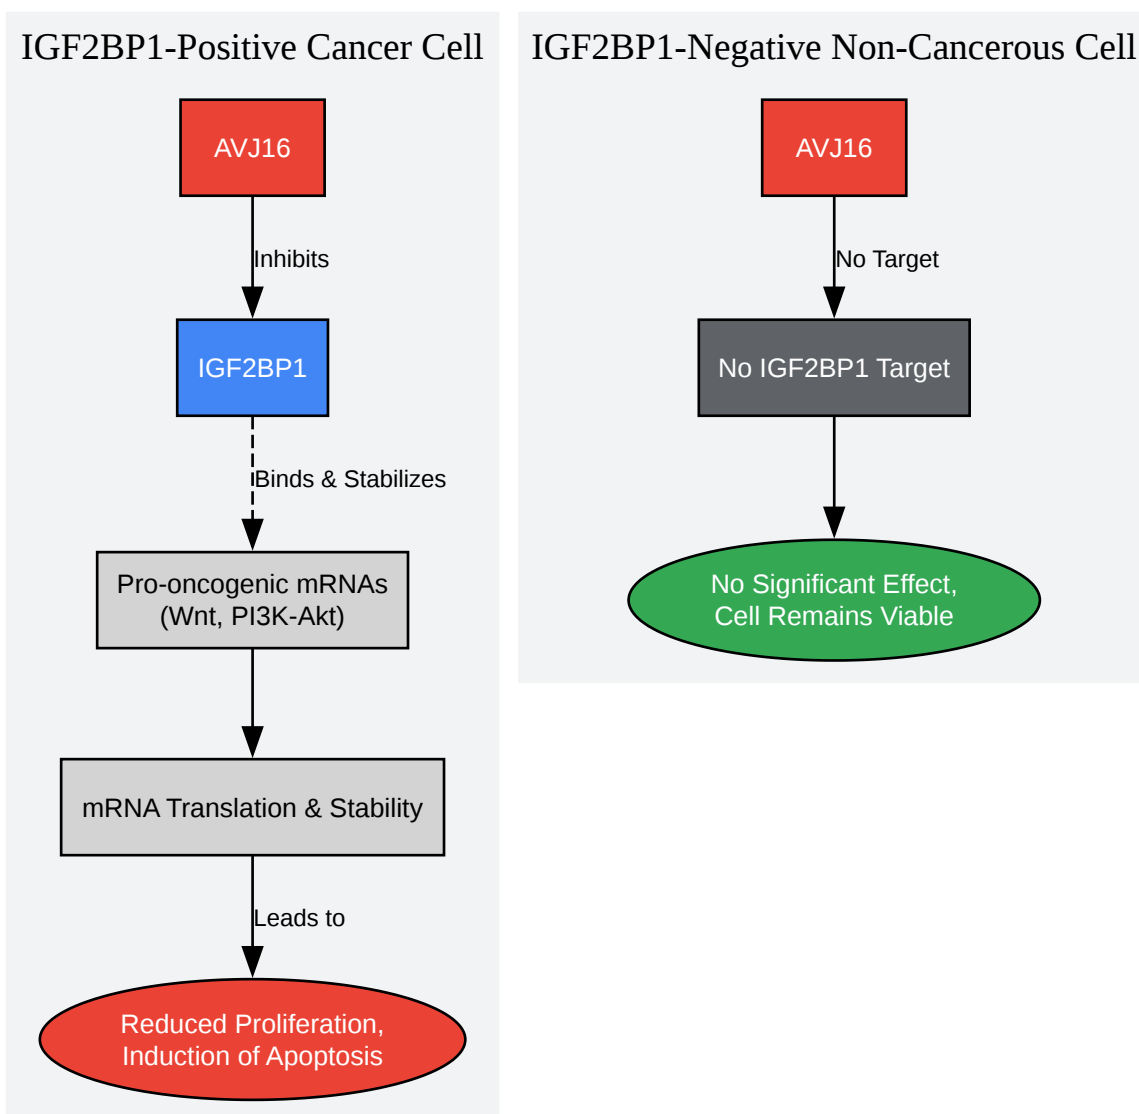 IGF2BP1-Positive Cancer Cell
AVJ16
Inhibits
IGF2BP1
Binds & Stabilizes
Pro-oncogenic mRNAs
(Wnt, PI3K-Akt)
mRNA Translation & Stability
Leads to
Reduced Proliferation,
Induction of Apoptosis
IGF2BP1-Negative Non-Cancerous Cell
AVJ16
No Target
No IGF2BP1 Target
No Significant Effect,
Cell Remains Viable